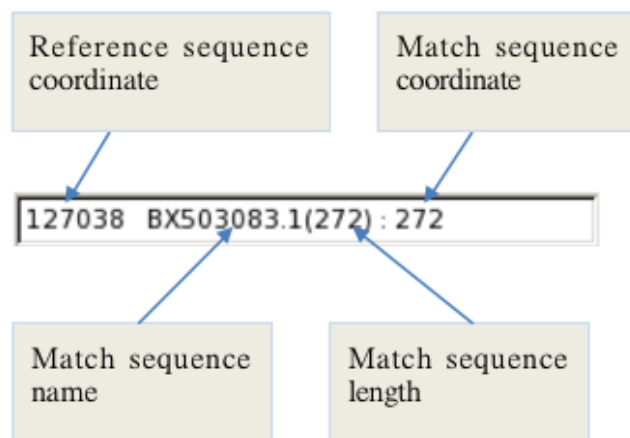 Reference sequence
coordinate
Match sequence
coordinate
127038 BX503083.1(272) : 272
Match sequence
name
Match sequence
length